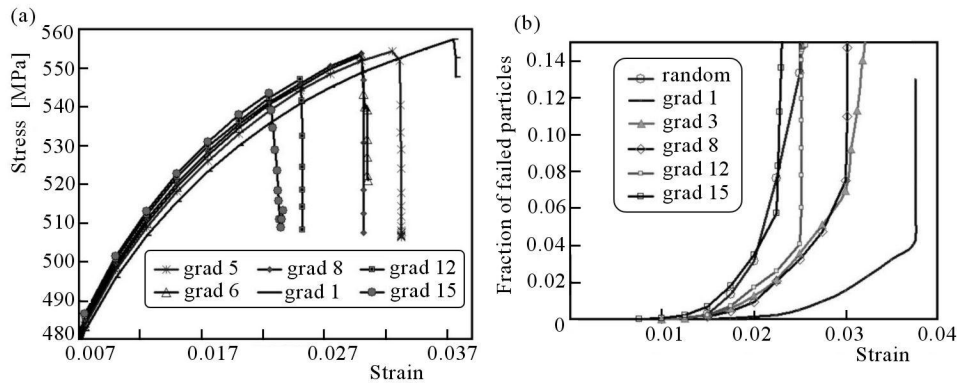 (a)
560
550
540
530
520
510
500
490
480
Stress [MPa]
grad 5
grad 8
grad 12
grad 6
grad 1
grad 15
0.007
0.017
0.027
0.037
Strain
(b)
0.14
0.12
0.10
0.08
0.06
0.04
0.02
0
Fraction of failed particles
random
grad 1
grad 3
grad 8
grad 12
grad 15
0.01
0.02
0.03
0.04
Strain